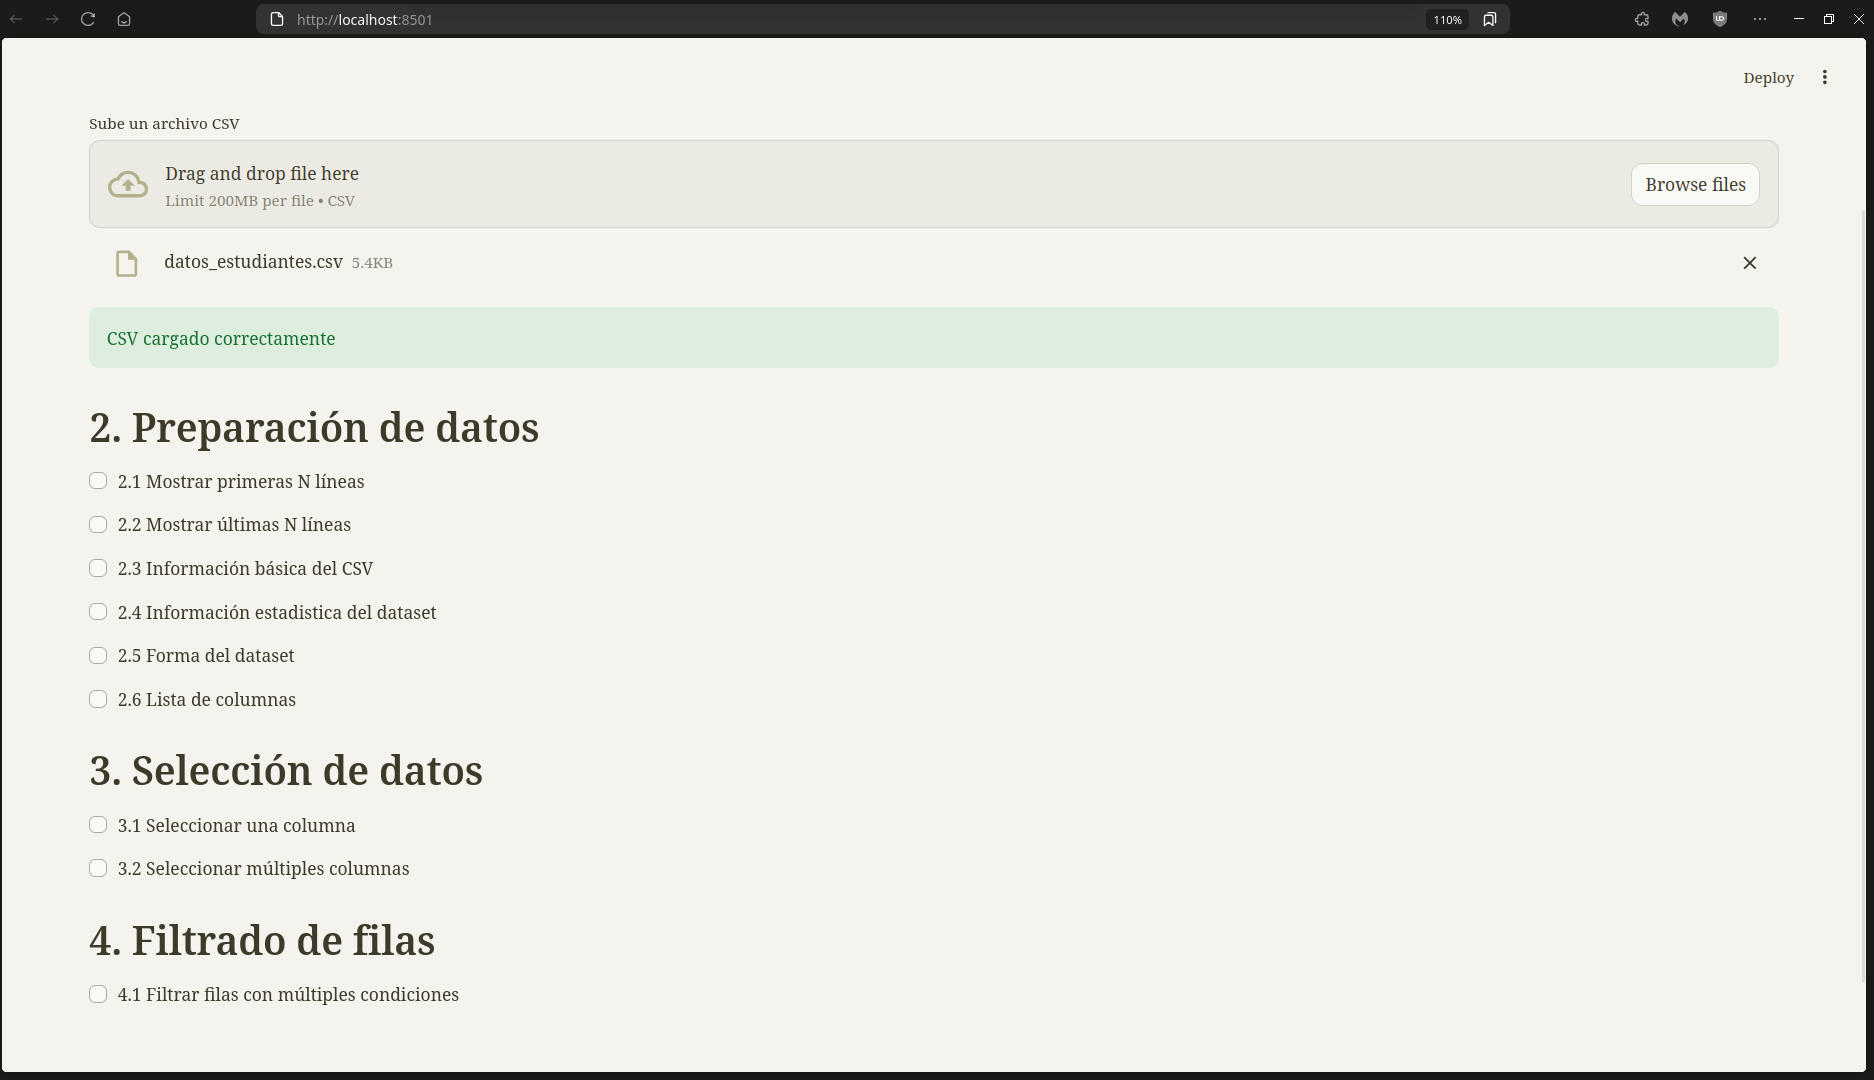 http://localhost:8501
110%
Deploy
Sube un archivo CSV
Drag and drop file here
Limit 200MB per file • CSV
Browse files
datos_estudiantes.csv 5.4KB
CSV cargado correctamente
2. Preparación de datos
2.1 Mostrar primeras N líneas
2.2 Mostrar últimas N líneas
2.3 Información básica del CSV
2.4 Información estadistica del dataset
2.5 Forma del dataset
2.6 Lista de columnas
3. Selección de datos
3.1 Seleccionar una columna
3.2 Seleccionar múltiples columnas
4. Filtrado de filas
4.1 Filtrar filas con múltiples condiciones